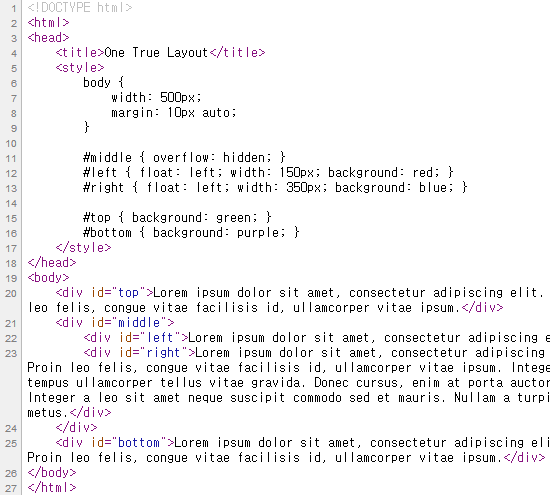 1 <!DOCTYPE html>
2 <html>
3 <head>
4 <title>One True Layout</title>
5 <style>
6 body {
7 width: 500px;
8 margin: 10px auto;
9 }
10
11 #middle { overflow: hidden; }
12 #left { float: left; width: 150px; background: red; }
13 #right { float: left; width: 350px; background: blue; }
14
15 #top { background: green; }
16 #bottom { background: purple; }
17 </style>
18 </head>
19 <body>
20 <div id="top">Lorem ipsum dolor sit amet, consectetur adipiscing elit.
leo felis, congue vitae facilisis id, ullamcorper vitae ipsum.</div>
21 <div id="middle">
22 <div id="left">Lorem ipsum dolor sit amet, consectetur adipiscing e
23 <div id="right">Lorem ipsum dolor sit amet, consectetur adipiscing
Proin leo felis, congue vitae facilisis id, ullamcorper vitae ipsum. Intege
tempus ullamcorper tellus vitae gravida. Donec cursus, enim at porta auctor
Integer a leo sit amet neque suscipit commodo sed et mauris. Nullam a turpi
metus.</div>
24 </div>
25 <div id="bottom">Lorem ipsum dolor sit amet, consectetur adipiscing eli
Proin leo felis, congue vitae facilisis id, ullamcorper vitae ipsum.</div>
26 </body>
27 </html>